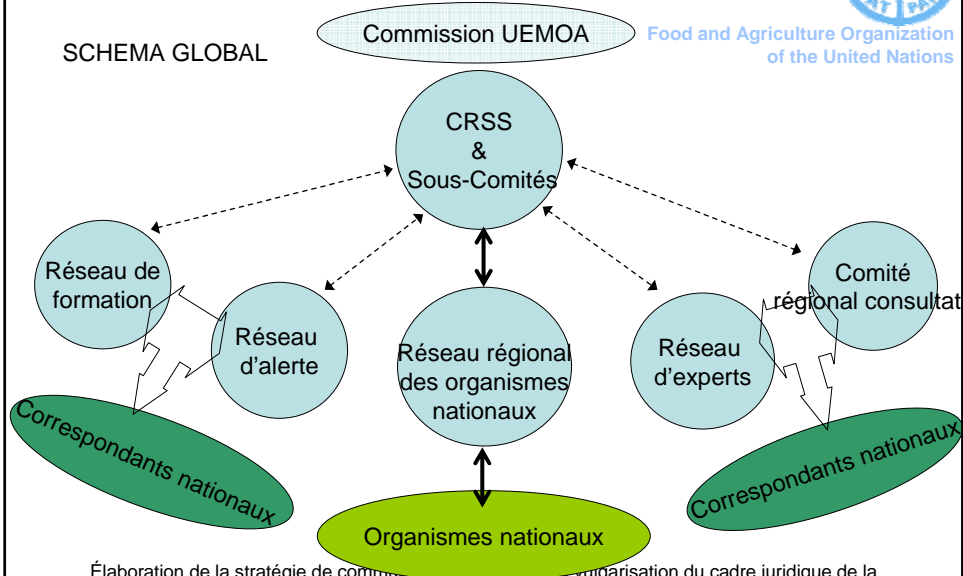 SCHEMA GLOBAL
Commission UEMOA
Food and Agriculture Organization
of the United Nations
CRSS
&
Sous-Comités
Réseau de
formation
Réseau
d'alerte
Réseau régional
des organismes
nationaux
Réseau
d'experts
Comité
régional consultat
Correspondants nationaux
Correspondants nationaux
Organismes nationaux
Élaboration de la stratégie de vulgarisation du cadre juridique de la